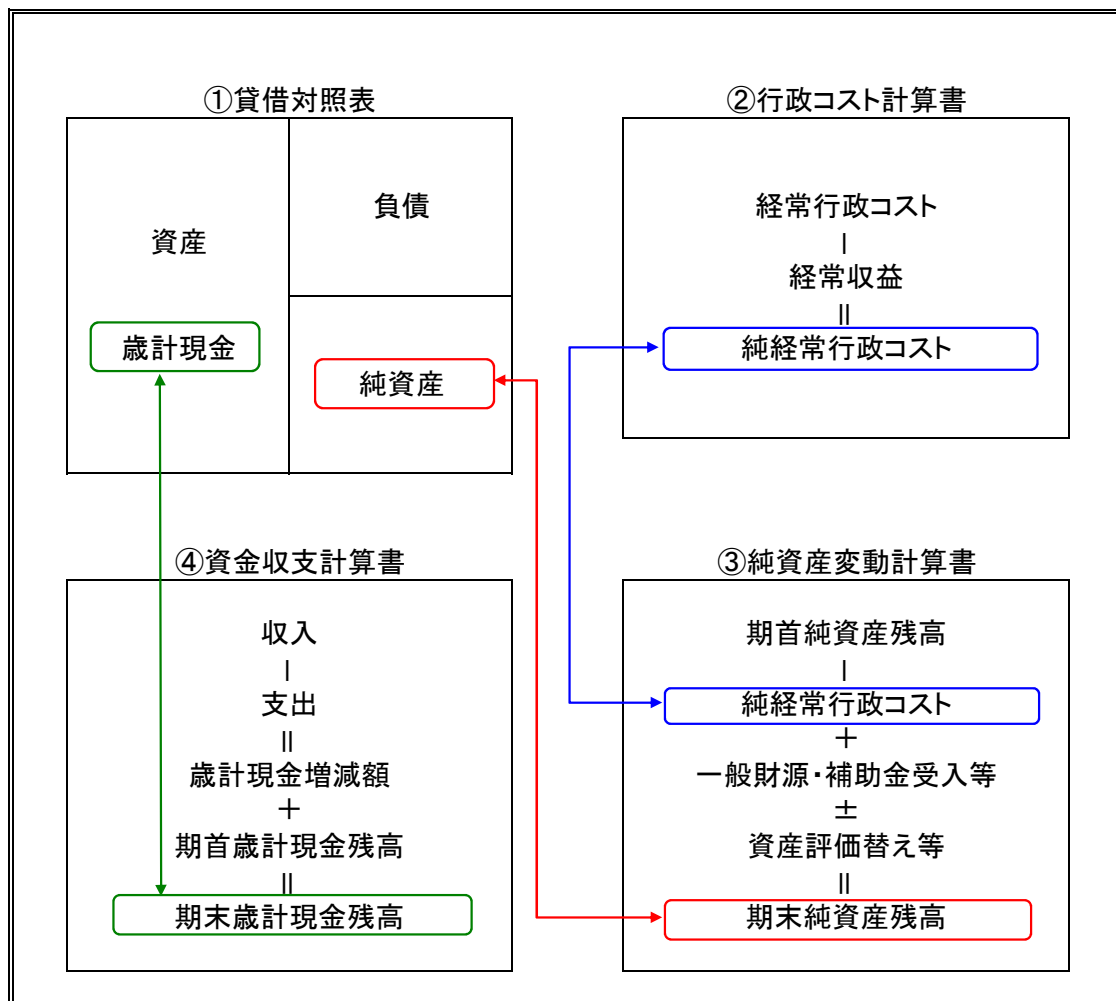 ①貸借対照表
資産
歳計現金
負債
純資産
②行政コスト計算書
経常行政コスト
－
経常収益
＝
純経常行政コスト
④資金収支計算書
収入
－
支出
＝
歳計現金増減額
＋
期首歳計現金残高
＝
期末歳計現金残高
③純資産変動計算書
期首純資産残高
－
純経常行政コスト
＋
一般財源・補助金受入等
±
資産評価替え等
＝
期末純資産残高